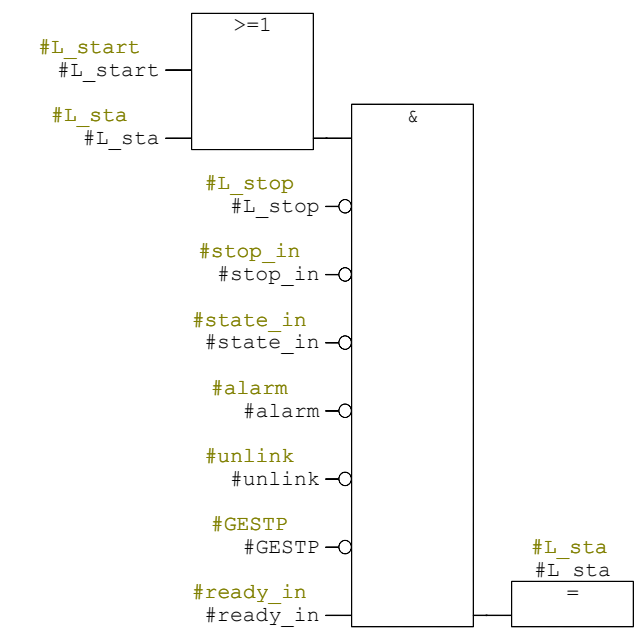 >=1
#L_start
#L_start
#L_sta
#L_sta
&
#L_stop
#L_stop
#stop_in
#stop_in
#state_in
#state_in
#alarm
#alarm
#unlink
#unlink
#GESTP
#GESTP
#L_sta
#L_sta
=
#ready_in
#ready_in